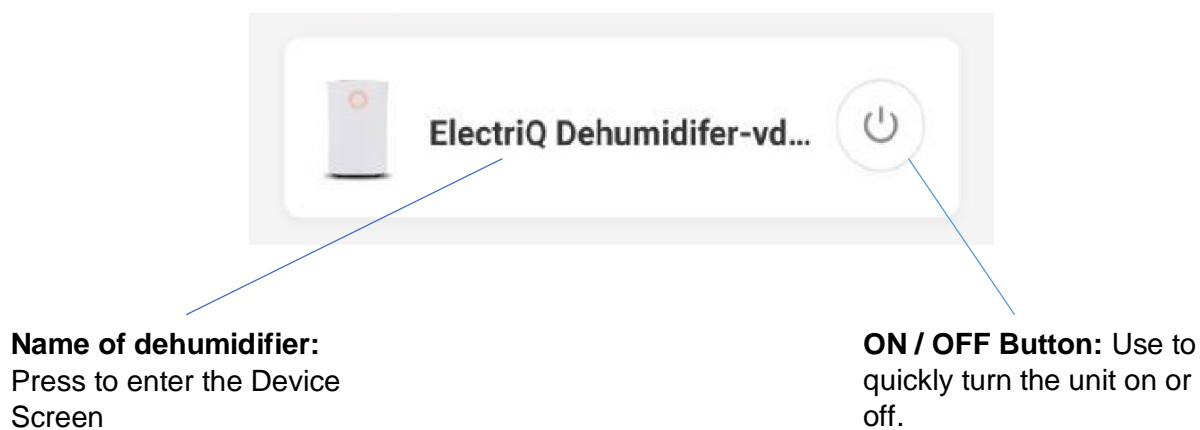 ElectriQ Dehumidifer-vd...
Name of dehumidifier:
Press to enter the Device
Screen
ON / OFF Button: Use to
quickly turn the unit on or
off.